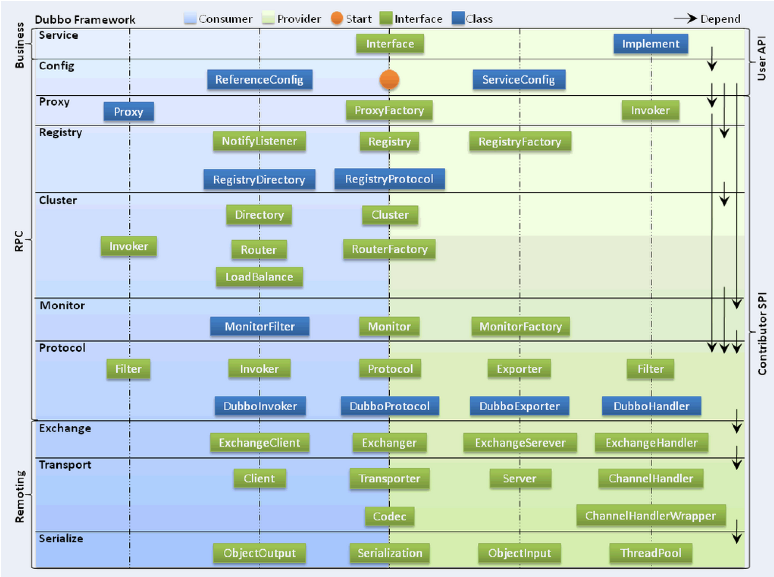 Dubbo Framework Consumer Provider Start Interface Class Depend
Business
User API
Service
Interface Implement
Config
ReferenceConfig ServiceConfig
RPC
Contributor SPI
Proxy
Proxy ProxyFactory Invoker
Registry
NotifyListener Registry RegistryFactory
RegistryDirectory RegistryProtocol
Cluster
Directory Cluster
Invoker Router RouterFactory
LoadBalance
Monitor
MonitorFilter Monitor MonitorFactory
Protocol
Filter Invoker Protocol Exporter Filter
DubboInvoker DubboProtocol DubboExporter DubboHandler
Remoting
Exchange
ExchangeClient Exchanger ExchangeSerever ExchangeHandler
Transport
Client Transporter Server ChannelHandler
Codec ChannelHandlerWrapper
Serialize
ObjectOutput Serialization ObjectInput ThreadPool